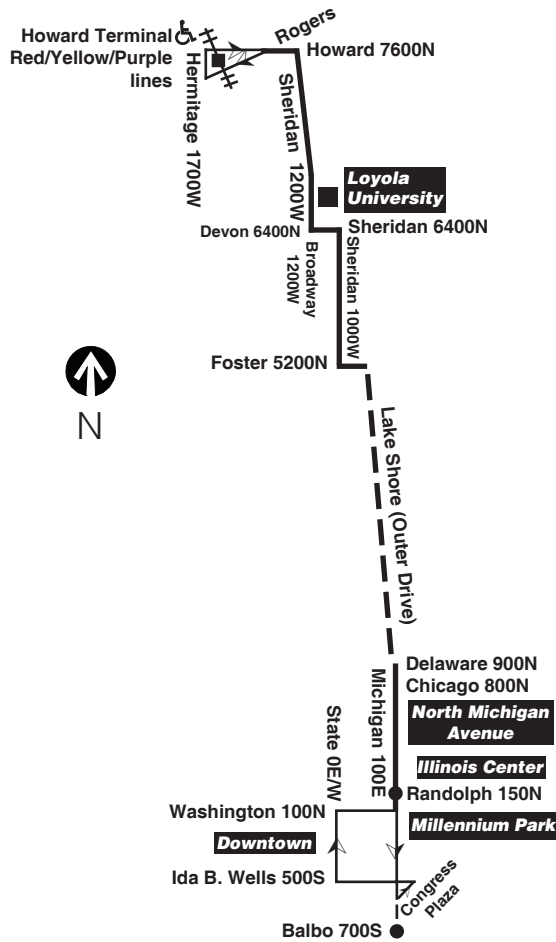 Howard Terminal
Red/Yellow/Purple
lines
Rogers
Howard 7600N
Hermitage 1700W
Sheridan 1200W
Loyola
University
Devon 6400N
Sheridan 6400N
Broadway
1200W
Sheridan 1000W
Foster 5200N
N
Lake Shore (Outer Drive)
Delaware 900N
Chicago 800N
Michigan 100E
North Michigan
Avenue
State 0E/W
Illinois Center
Randolph 150N
Washington 100N
Millennium Park
Downtown
Ida B. Wells 500S
Congress
Plaza
Balbo 700S